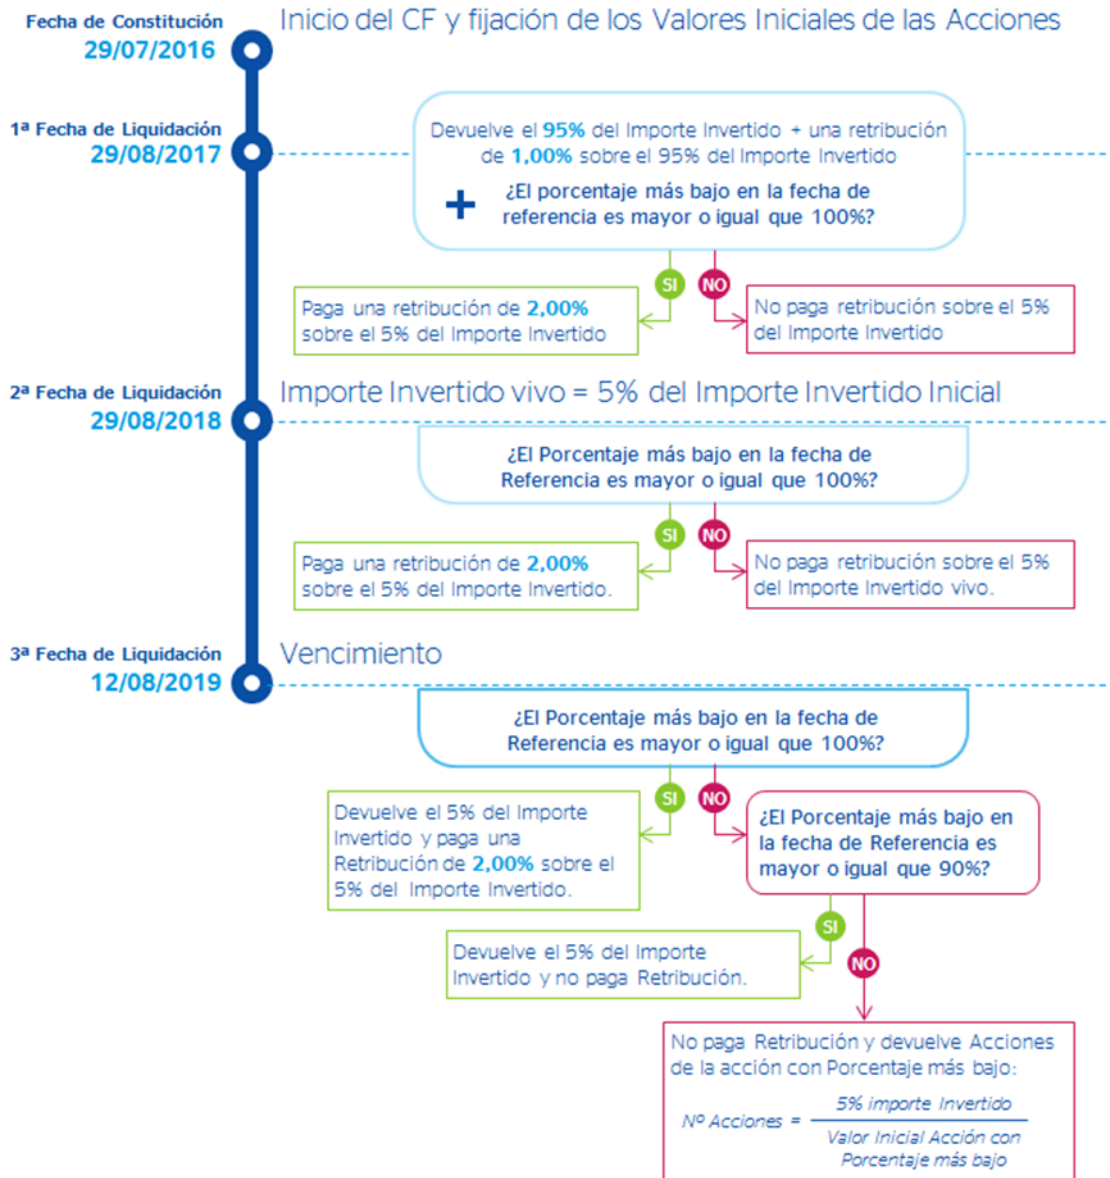 Fecha de Constitución
29/07/2016
Inicio del CF y fijación de los Valores Iniciales de las Acciones
1ª Fecha de Liquidación
29/08/2017
Devuelve el 95% del Importe Invertido + una retribución
de 1,00% sobre el 95% del Importe Invertido
+
¿El porcentaje más bajo en la fecha de
referencia es mayor o igual que 100%?
SI
NO
Paga una retribución de 2,00%
sobre el 5% del Importe Invertido
No paga retribución sobre el 5%
del Importe Invertido
2ª Fecha de Liquidación
29/08/2018
Importe Invertido vivo = 5% del Importe Invertido Inicial
¿El Porcentaje más bajo en la fecha de
Referencia es mayor o igual que 100%?
SI
NO
Paga una retribución de 2,00%
sobre el 5% del Importe Invertido.
No paga retribución sobre el 5%
del Importe Invertido vivo.
3ª Fecha de Liquidación
12/08/2019
Vencimiento
¿El Porcentaje más bajo en la fecha de
Referencia es mayor o igual que 100%?
SI
NO
Devuelve el 5% del Importe
Invertido y paga una
Retribución de 2,00% sobre el
5% del Importe Invertido.
¿El Porcentaje más bajo en
la fecha de Referencia es
mayor o igual que 90%?
SI
NO
Devuelve el 5% del Importe
Invertido y no paga Retribución.
No paga Retribución y devuelve Acciones
de la acción con Porcentaje más bajo:
Nº Acciones =
5% importe Invertido
Valor Inicial Acción con
Porcentaje más bajo